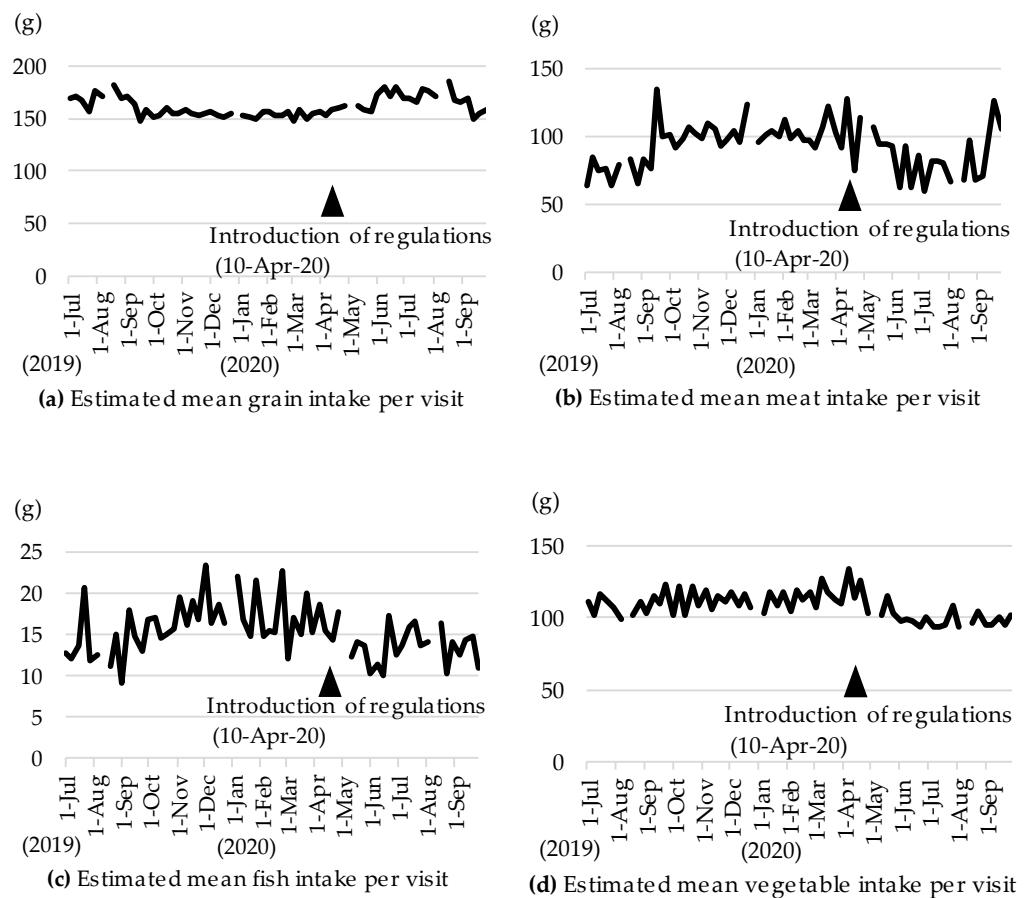 (g)
200
150
100
50
0
Introduction of regulations
(10-Apr-20)
1-Jul
1-Aug
1-Sep
1-Oct
1-Nov
1-Dec
1-Jan
1-Feb
1-Mar
1-Apr
1-May
1-Jun
1-Jul
1-Aug
1-Sep
(2019)
(2020)
(a) Estimated mean grain intake per visit
(g)
150
100
50
0
Introduction of regulations
(10-Apr-20)
1-Jul
1-Aug
1-Sep
1-Oct
1-Nov
1-Dec
1-Jan
1-Feb
1-Mar
1-Apr
1-May
1-Jun
1-Jul
1-Aug
1-Sep
(2019)
(2020)
(b) Estimated mean meat intake per visit
(g)
25
20
15
10
5
0
Introduction of regulations
(10-Apr-20)
1-Jul
1-Aug
1-Sep
1-Oct
1-Nov
1-Dec
1-Jan
1-Feb
1-Mar
1-Apr
1-May
1-Jun
1-Jul
1-Aug
1-Sep
(2019)
(2020)
(c) Estimated mean fish intake per visit
(g)
150
100
50
0
Introduction of regulations
(10-Apr-20)
1-Jul
1-Aug
1-Sep
1-Oct
1-Nov
1-Dec
1-Jan
1-Feb
1-Mar
1-Apr
1-May
1-Jun
1-Jul
1-Aug
1-Sep
(2019)
(2020)
(d) Estimated mean vegetable intake per visit